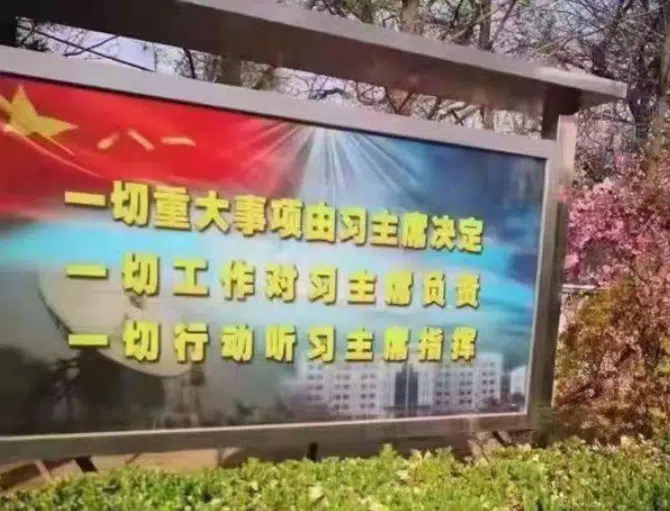 八一
一切重大事项由习主席决定
一切工作对习主席负责
一切行动听习主席指挥